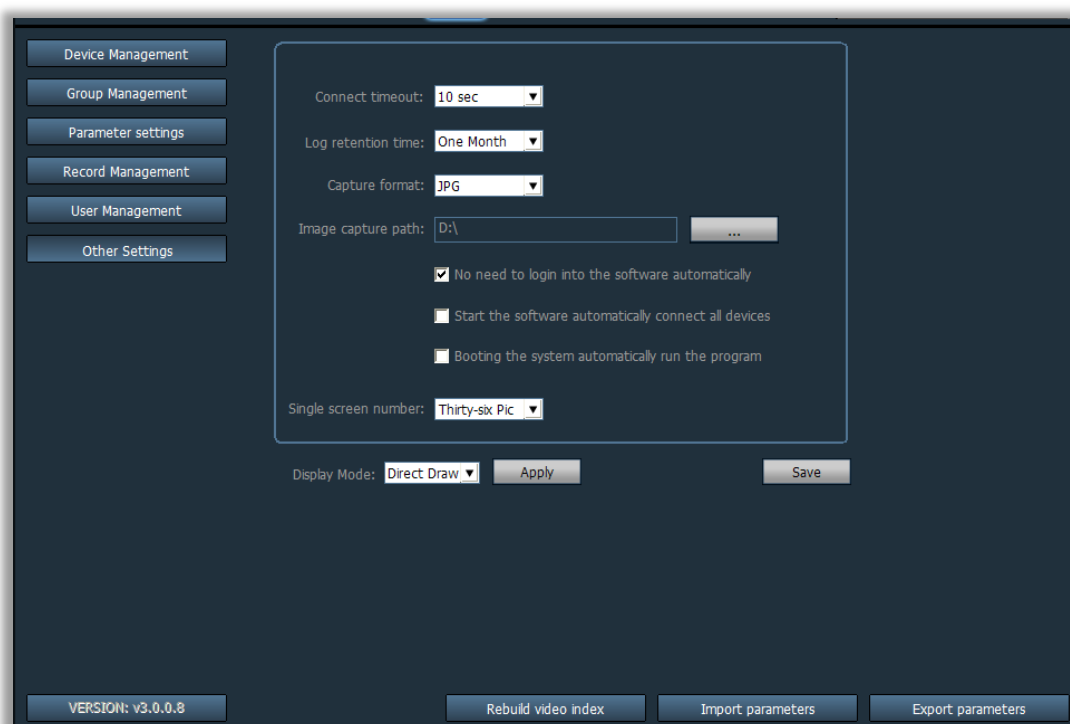 Device Management
Group Management
Parameter settings
Record Management
User Management
Other Settings
Connect timeout: 10 sec
Log retention time: One Month
Capture format: JPG
Image capture path: D:\ ...
No need to login into the software automatically
Start the software automatically connect all devices
Booting the system automatically run the program
Single screen number: Thirty-six Pic
Display Mode: Direct Draw Apply Save
VERSION: v3.0.0.8 Rebuild video index Import parameters Export parameters